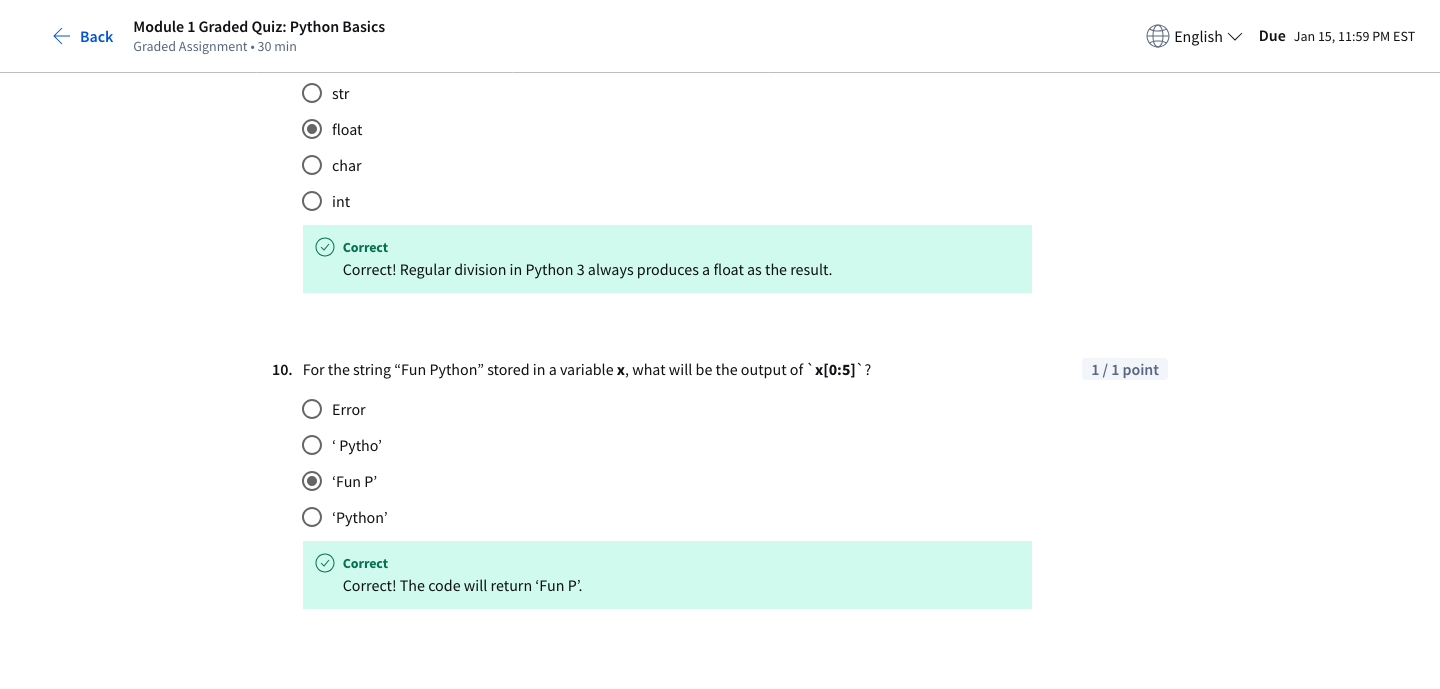 Back
Module 1 Graded Quiz: Python Basics
Graded Assignment • 30 min
English
Due Jan 15, 11:59 PM EST
str
float
char
int
Correct
Correct! Regular division in Python 3 always produces a float as the result.
10. For the string “Fun Python” stored in a variable x, what will be the output of `x[0:5]`?
1 / 1 point
Error
‘ Pytho’
‘Fun P’
‘Python’
Correct
Correct! The code will return ‘Fun P’.